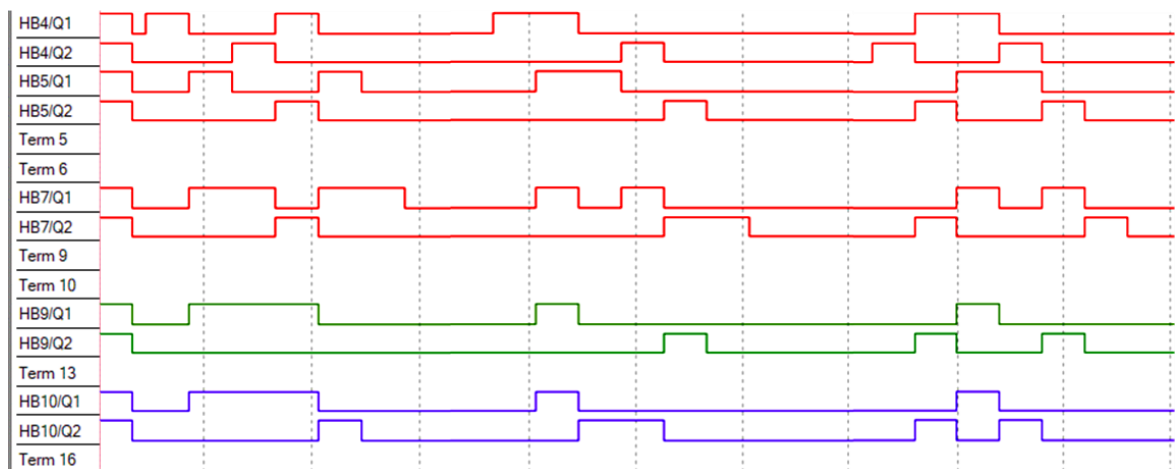 HB4/Q1
HB4/Q2
HB5/Q1
HB5/Q2
Term 5
Term 6
HB7/Q1
HB7/Q2
Term 9
Term 10
HB9/Q1
HB9/Q2
Term 13
HB10/Q1
HB10/Q2
Term 16